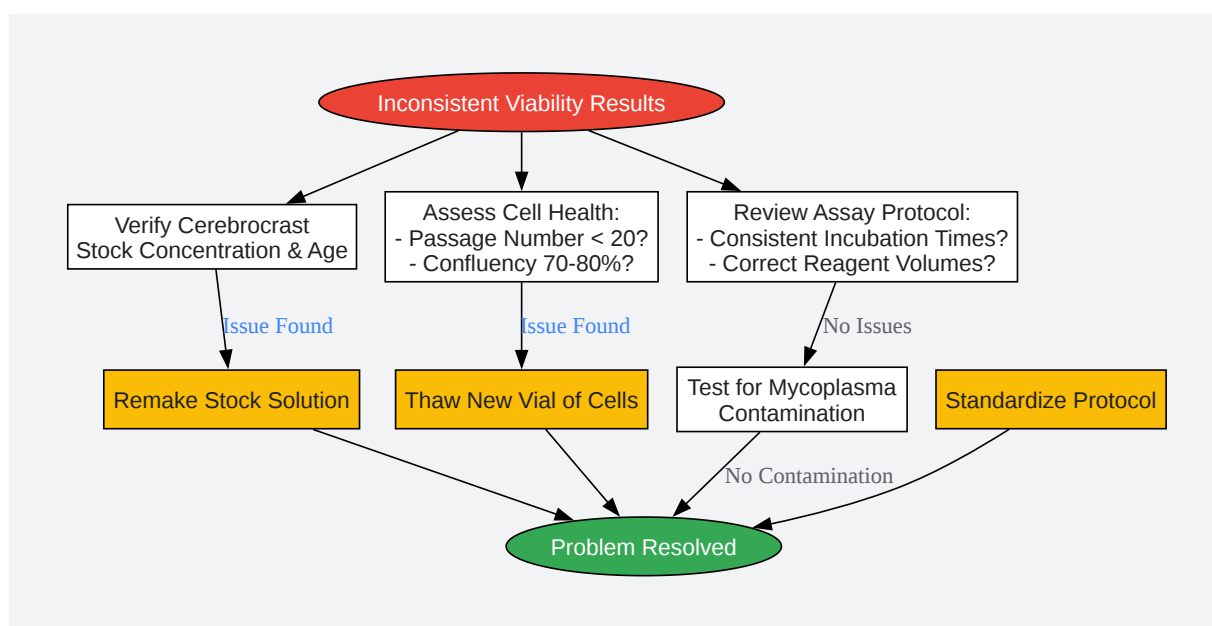 Inconsistent Viability Results
Verify Cerebrocrast
Stock Concentration & Age
Assess Cell Health:
- Passage Number < 20?
- Confluency 70-80%?
Review Assay Protocol:
- Consistent Incubation Times?
- Correct Reagent Volumes?
Issue Found
Issue Found
No Issues
Remake Stock Solution
Thaw New Vial of Cells
Test for Mycoplasma
Contamination
Standardize Protocol
No Contamination
Problem Resolved